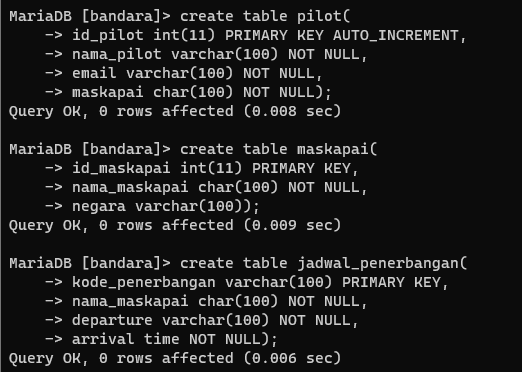 MariaDB [bandara]> create table pilot(
    -> id_pilot int(11) PRIMARY KEY AUTO_INCREMENT,
    -> nama_pilot varchar(100) NOT NULL,
    -> email varchar(100) NOT NULL,
    -> maskapai char(100) NOT NULL);
Query OK, 0 rows affected (0.008 sec)

MariaDB [bandara]> create table maskapai(
    -> id_maskapai int(11) PRIMARY KEY,
    -> nama_maskapai char(100) NOT NULL,
    -> negara varchar(100));
Query OK, 0 rows affected (0.009 sec)

MariaDB [bandara]> create table jadwal_penerbangan(
    -> kode_penerbangan varchar(100) PRIMARY KEY,
    -> nama_maskapai char(100) NOT NULL,
    -> departure varchar(100) NOT NULL,
    -> arrival time NOT NULL);
Query OK, 0 rows affected (0.006 sec)